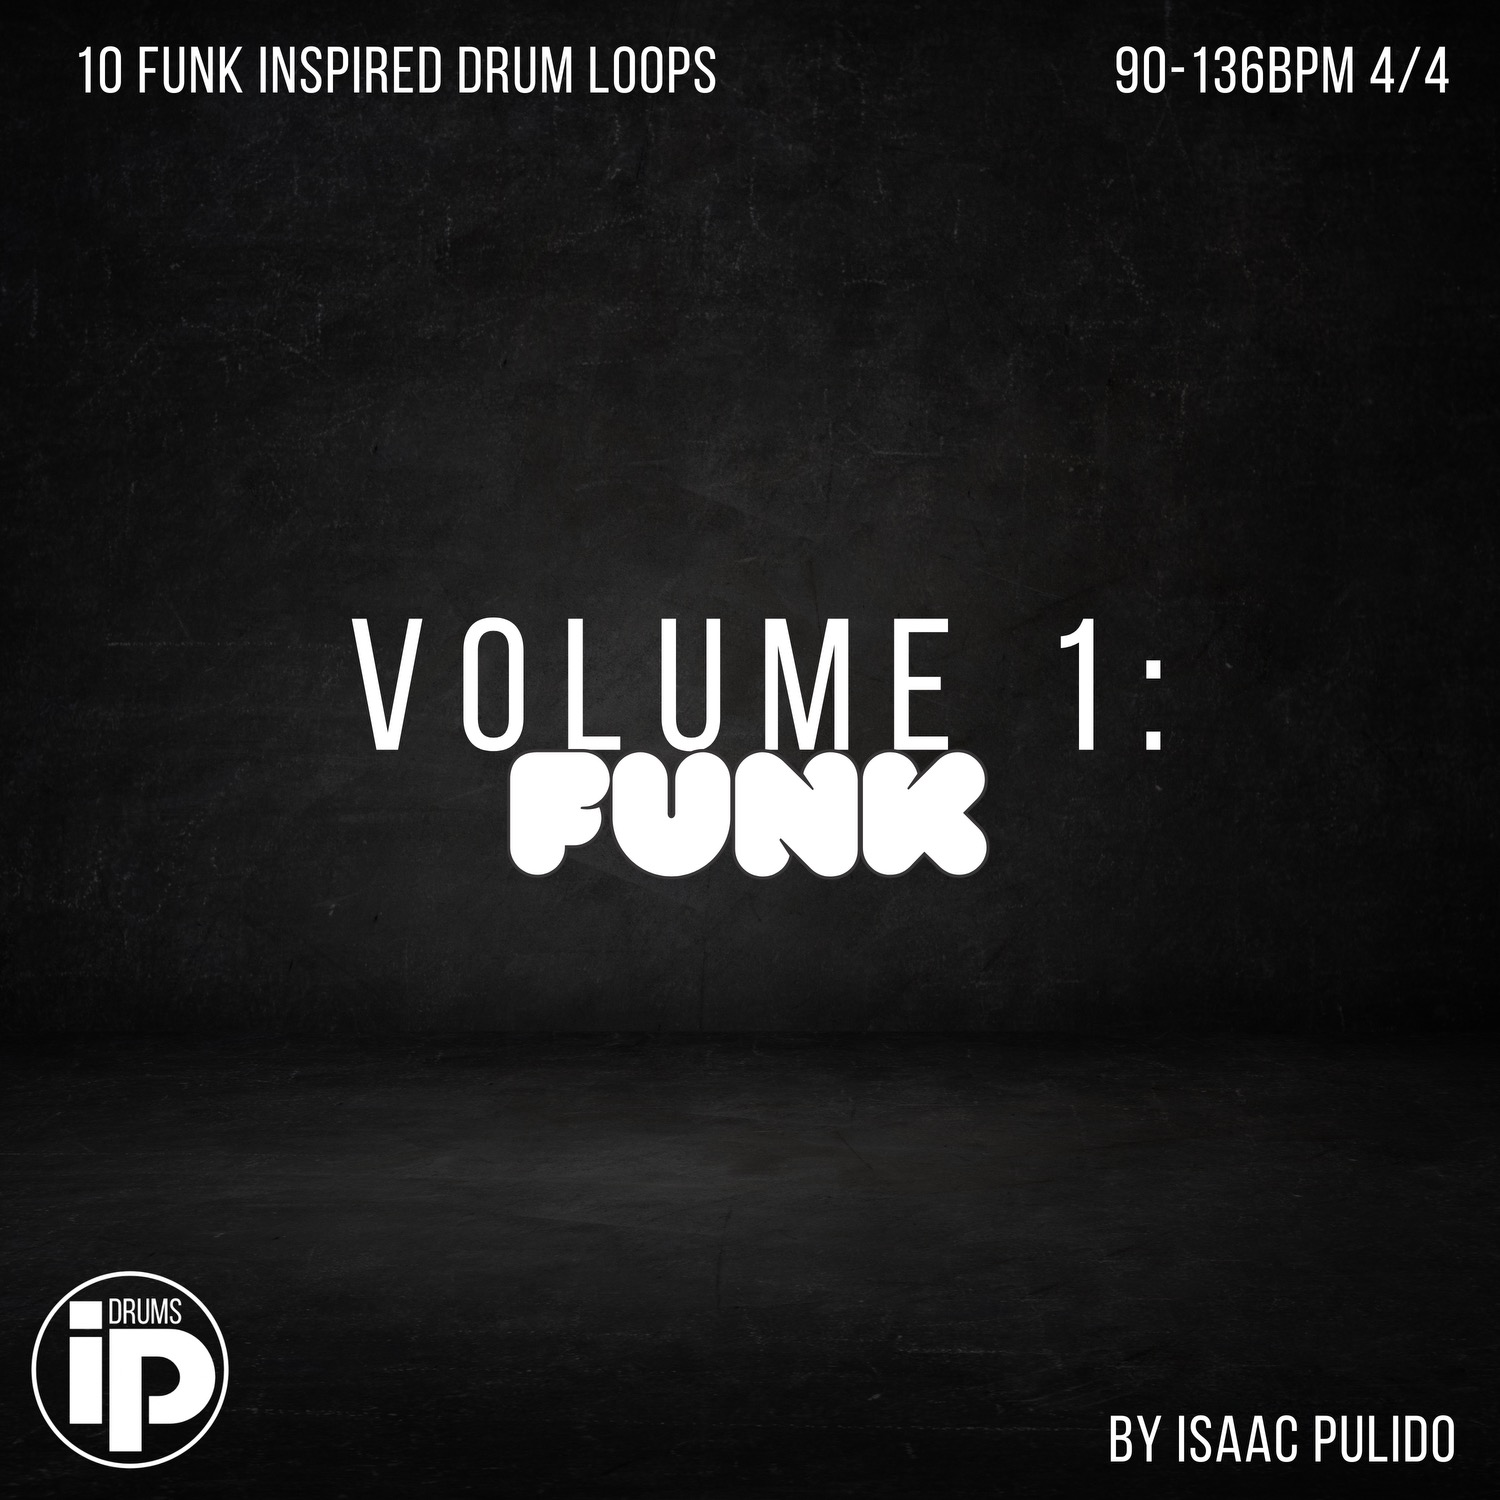 10 FUNK INSPIRED DRUM LOOPS
90-136BPM 4/4
VOLUME 1:
FUNK
DRUMS
iP
BY ISAAC PULIDO